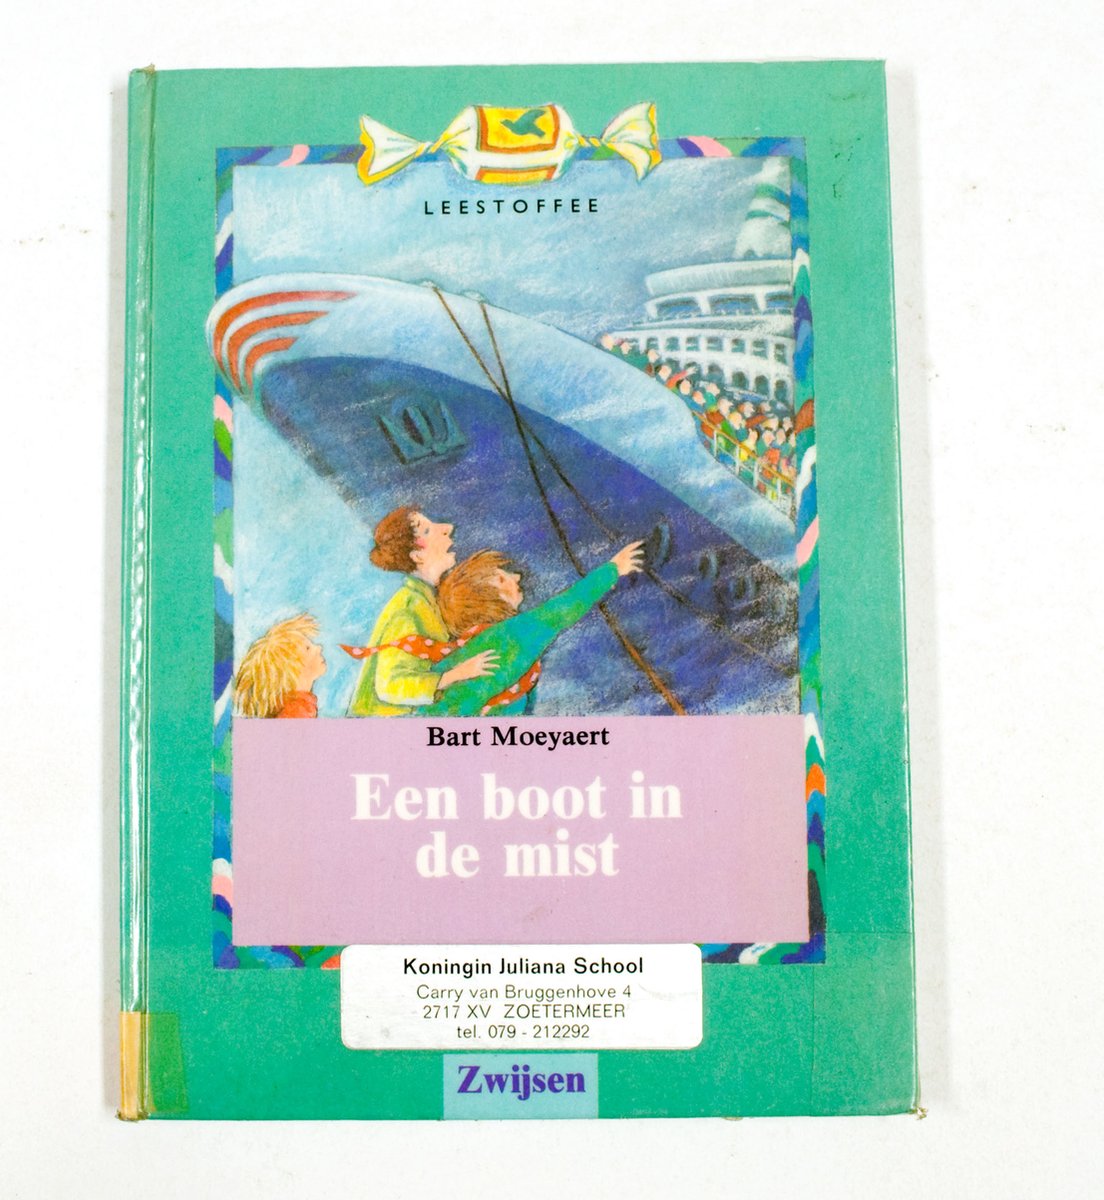 LEESTOFFEE
Bart Moeyaert
Een boot in
de mist
Koningin Juliana School
Carry van Bruggenhove 4
2717 XV ZOETERMEER
tel. 079 - 212292
Zwijsen